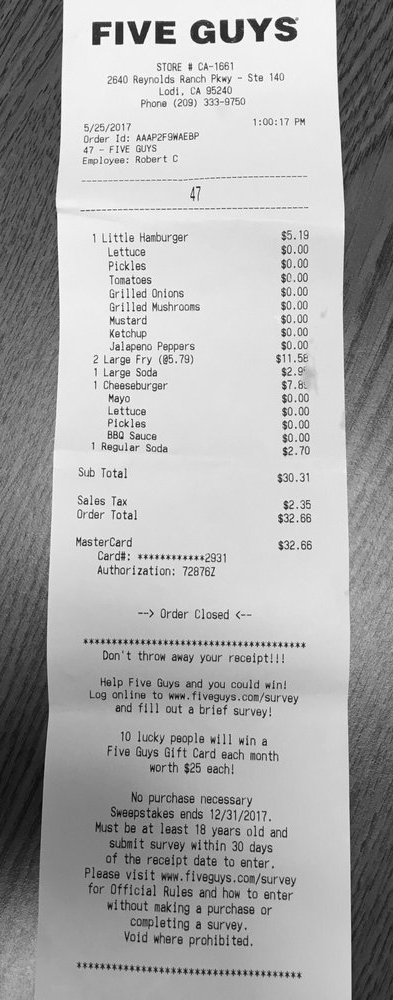 FIVE GUYS
STORE # CA-1661
2640 Reynolds Ranch Pkwy - Ste 140
Lodi, CA 95240
Phone (209) 333-9750
5/25/2017 1:00:17 PM
Order Id: AAAP2F9WAEBP
47 - FIVE GUYS
Employee: Robert C
47
1 Little Hamburger $5.19
Lettuce $0.00
Pickles $0.00
Tomatoes $0.00
Grilled Onions $0.00
Grilled Mushrooms $0.00
Mustard $0.00
Ketchup $0.00
Jalapeno Peppers $0.00
2 Large Fry (@5.79) $11.58
1 Large Soda
1 Cheeseburger
Mayo $0.00
Lettuce $0.00
Pickles $0.00
BBQ Sauce $0.00
1 Regular Soda $2.70
Sub Total $30.31
Sales Tax $2.35
Order Total $32.66
MasterCard $32.66
Card#: ************2931
Authorization: 72876Z
--> Order Closed <--
****************************************
Don't throw away your receipt!!!
Help Five Guys and you could win!
Log online to www.fiveguys.com/survey
and fill out a brief survey!
10 lucky people will win a
Five Guys Gift Card each month
worth $25 each!
No purchase necessary
Sweepstakes ends 12/31/2017.
Must be at least 18 years old and
submit survey within 30 days
of the receipt date to enter.
Please visit www.fiveguys.com/survey
for Official Rules and how to enter
without making a purchase or
completing a survey.
Void where prohibited.
****************************************